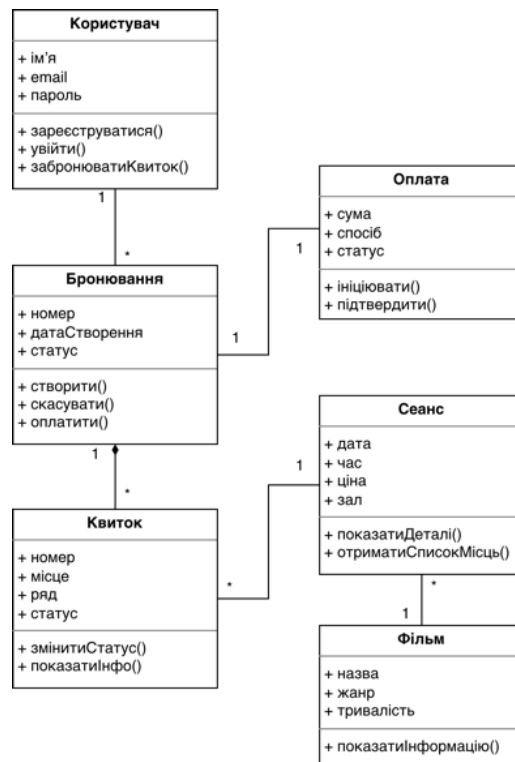 Користувач
+ ім’я
+ email
+ пароль
+ зареєструватися()
+ увійти()
+ забронюватиКвиток()
1
*
Бронювання
+ номер
+ датаСтворення
+ статус
+ створити()
+ скасувати()
+ оплатити()
1
1
Оплата
+ сума
+ спосіб
+ статус
+ ініціювати()
+ підтвердити()
1
*
Квиток
+ номер
+ місце
+ ряд
+ статус
+ змінитиСтатус()
+ показатиІнфо()
*
1
Сеанс
+ дата
+ час
+ ціна
+ зал
+ показатиДеталі()
+ отриматиСписокМісць()
*
1
Фільм
+ назва
+ жанр
+ тривалість
+ показатиІнформацію()